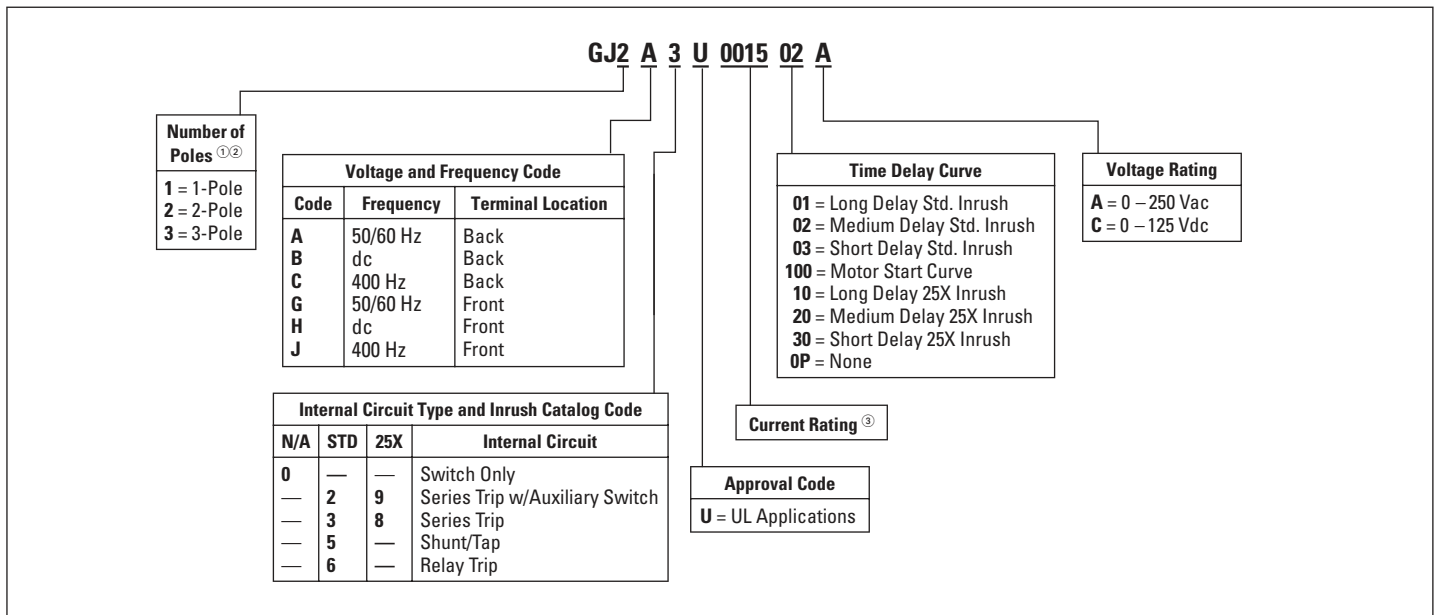 GJ2 A 3 U 0015 02 A
Number of
Poles ①②
1 = 1-Pole
2 = 2-Pole
3 = 3-Pole
Voltage and Frequency Code
Code Frequency Terminal Location
A 50/60 Hz Back
B dc Back
C 400 Hz Back
G 50/60 Hz Front
H dc Front
J 400 Hz Front
Time Delay Curve
01 = Long Delay Std. Inrush
02 = Medium Delay Std. Inrush
03 = Short Delay Std. Inrush
100 = Motor Start Curve
10 = Long Delay 25X Inrush
20 = Medium Delay 25X Inrush
30 = Short Delay 25X Inrush
0P = None
Voltage Rating
A = 0 – 250 Vac
C = 0 – 125 Vdc
Internal Circuit Type and Inrush Catalog Code
N/A STD 25X Internal Circuit
0 — — Switch Only
— 2 9 Series Trip w/Auxiliary Switch
— 3 8 Series Trip
— 5 — Shunt/Tap
— 6 — Relay Trip
Current Rating ③
Approval Code
U = UL Applications